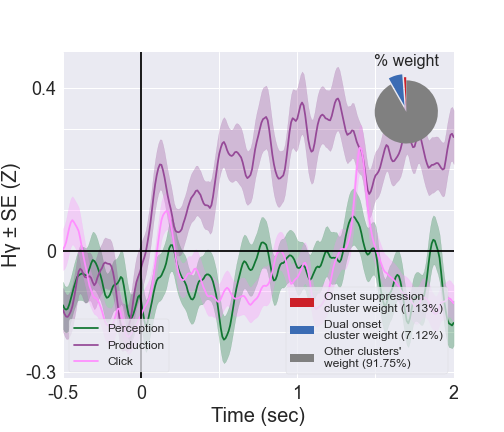 % weight
0.4
0
-0.3
Hγ ± SE (Z)
Perception
Production
Click
Onset suppression
cluster weight (1.13%)
Dual onset
cluster weight (7.12%)
Other clusters'
weight (91.75%)
-0.5
0
1
2
Time (sec)